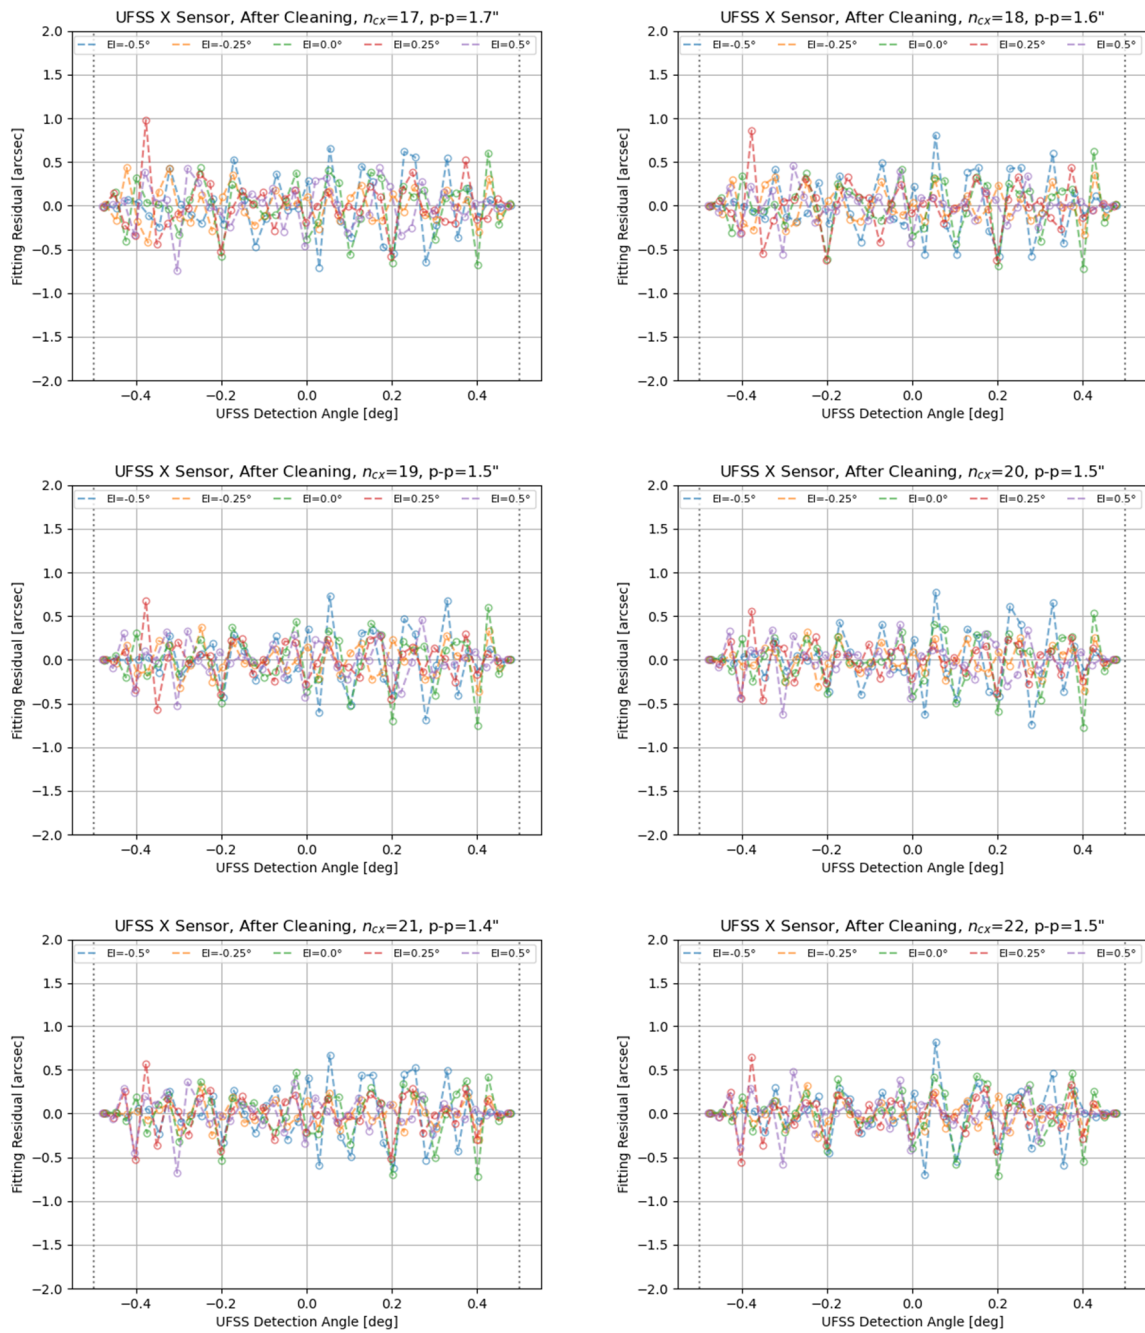 UFSS X Sensor, After Cleaning, n_cx=17, p-p=1.7"
El=-0.5° El=-0.25° El=0.0° El=0.25° El=0.5°
2.0
1.5
1.0
0.5
0.0
−0.5
−1.0
−1.5
−2.0
Fitting Residual [arcsec]
−0.4 −0.2 0.0 0.2 0.4
UFSS Detection Angle [deg]
UFSS X Sensor, After Cleaning, n_cx=18, p-p=1.6"
El=-0.5° El=-0.25° El=0.0° El=0.25° El=0.5°
2.0
1.5
1.0
0.5
0.0
−0.5
−1.0
−1.5
−2.0
Fitting Residual [arcsec]
−0.4 −0.2 0.0 0.2 0.4
UFSS Detection Angle [deg]
UFSS X Sensor, After Cleaning, n_cx=19, p-p=1.5"
El=-0.5° El=-0.25° El=0.0° El=0.25° El=0.5°
2.0
1.5
1.0
0.5
0.0
−0.5
−1.0
−1.5
−2.0
Fitting Residual [arcsec]
−0.4 −0.2 0.0 0.2 0.4
UFSS Detection Angle [deg]
UFSS X Sensor, After Cleaning, n_cx=20, p-p=1.5"
El=-0.5° El=-0.25° El=0.0° El=0.25° El=0.5°
2.0
1.5
1.0
0.5
0.0
−0.5
−1.0
−1.5
−2.0
Fitting Residual [arcsec]
−0.4 −0.2 0.0 0.2 0.4
UFSS Detection Angle [deg]
UFSS X Sensor, After Cleaning, n_cx=21, p-p=1.4"
El=-0.5° El=-0.25° El=0.0° El=0.25° El=0.5°
2.0
1.5
1.0
0.5
0.0
−0.5
−1.0
−1.5
−2.0
Fitting Residual [arcsec]
−0.4 −0.2 0.0 0.2 0.4
UFSS Detection Angle [deg]
UFSS X Sensor, After Cleaning, n_cx=22, p-p=1.5"
El=-0.5° El=-0.25° El=0.0° El=0.25° El=0.5°
2.0
1.5
1.0
0.5
0.0
−0.5
−1.0
−1.5
−2.0
Fitting Residual [arcsec]
−0.4 −0.2 0.0 0.2 0.4
UFSS Detection Angle [deg]